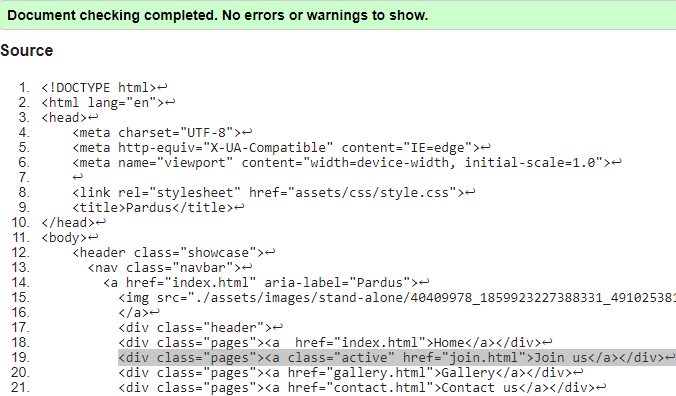 Document checking completed. No errors or warnings to show.
Source
1. <!DOCTYPE html>↩
2. <html lang="en">↩
3. <head>↩
4. <meta charset="UTF-8">↩
5. <meta http-equiv="X-UA-Compatible" content="IE=edge">↩
6. <meta name="viewport" content="width=device-width, initial-scale=1.0">↩
7. ↩
8. <link rel="stylesheet" href="assets/css/style.css">↩
9. <title>Pardus</title>↩
10. </head>↩
11. <body>↩
12. <header class="showcase">↩
13. <nav class="navbar">↩
14. <a href="index.html" aria-label="Pardus">↩
15. <img src="./assets/images/stand-alone/40409978_1859923227388331_491025381
16. </a>↩
17. <div class="header">↩
18. <div class="pages"><a  href="index.html">Home</a></div>↩
19. <div class="pages"><a class="active" href="join.html">Join us</a></div>↩
20. <div class="pages"><a href="gallery.html">Gallery</a></div>↩
21. <div class="pages"><a href="contact.html">Contact us</a></div>↩